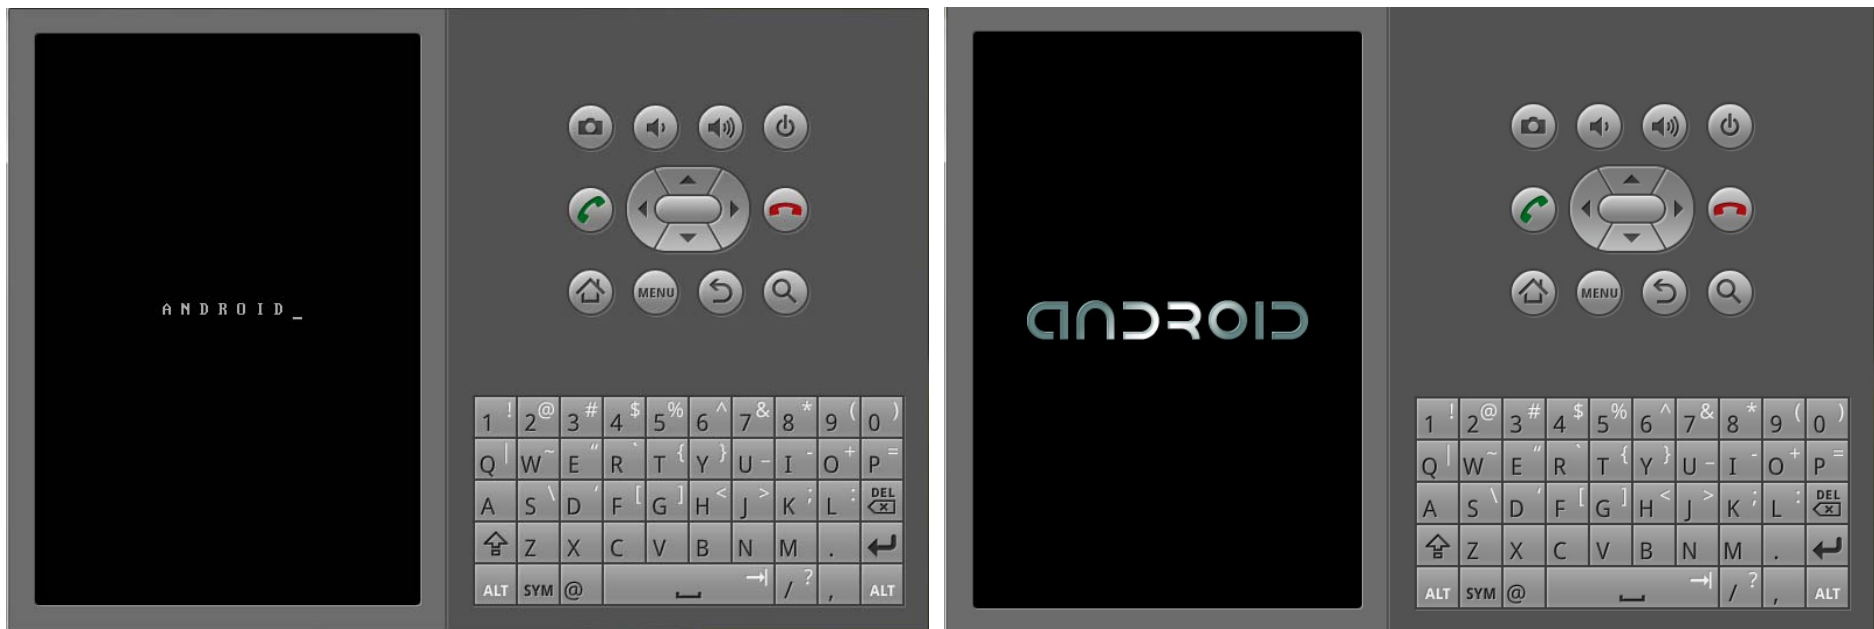 ANDROID_
MENU
1 ! 2 @ 3 # 4 $ 5 % 6 ^ 7 & 8 * 9 ( 0 )
Q | W ~ E “ R ` T { Y } U _ I - O + P =
A S \ D ‘ F [ G ] H < J > K ; L : DEL
Z X C V B N M .
ALT SYM @ / ? , ALT
ANDROID
MENU
1 ! 2 @ 3 # 4 $ 5 % 6 ^ 7 & 8 * 9 ( 0 )
Q | W ~ E “ R ` T { Y } U _ I - O + P =
A S \ D ‘ F [ G ] H < J > K ; L : DEL
Z X C V B N M .
ALT SYM @ / ? , ALT